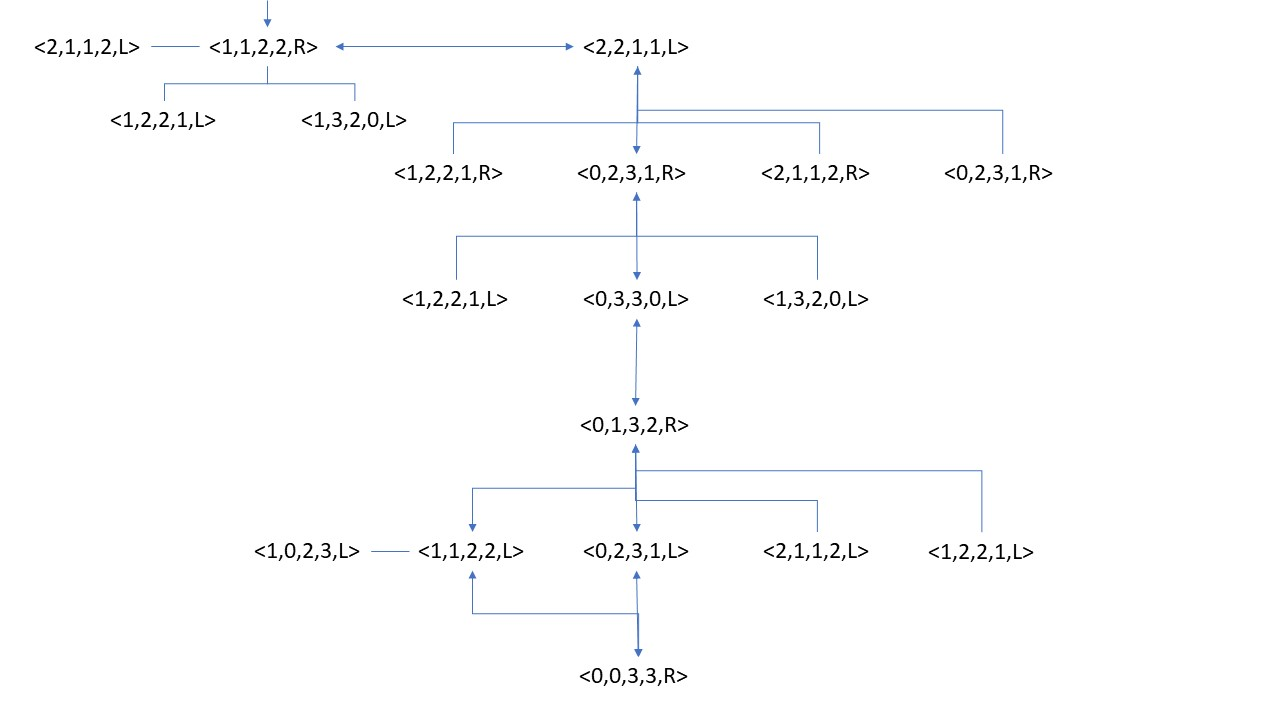 <2,1,1,2,L> <1,1,2,2,R> <2,2,1,1,L>
<1,2,2,1,L> <1,3,2,0,L>
<1,2,2,1,R> <0,2,3,1,R> <2,1,1,2,R> <0,2,3,1,R>
<1,2,2,1,L> <0,3,3,0,L> <1,3,2,0,L>
<0,1,3,2,R>
<1,0,2,3,L> <1,1,2,2,L> <0,2,3,1,L> <2,1,1,2,L> <1,2,2,1,L>
<0,0,3,3,R>